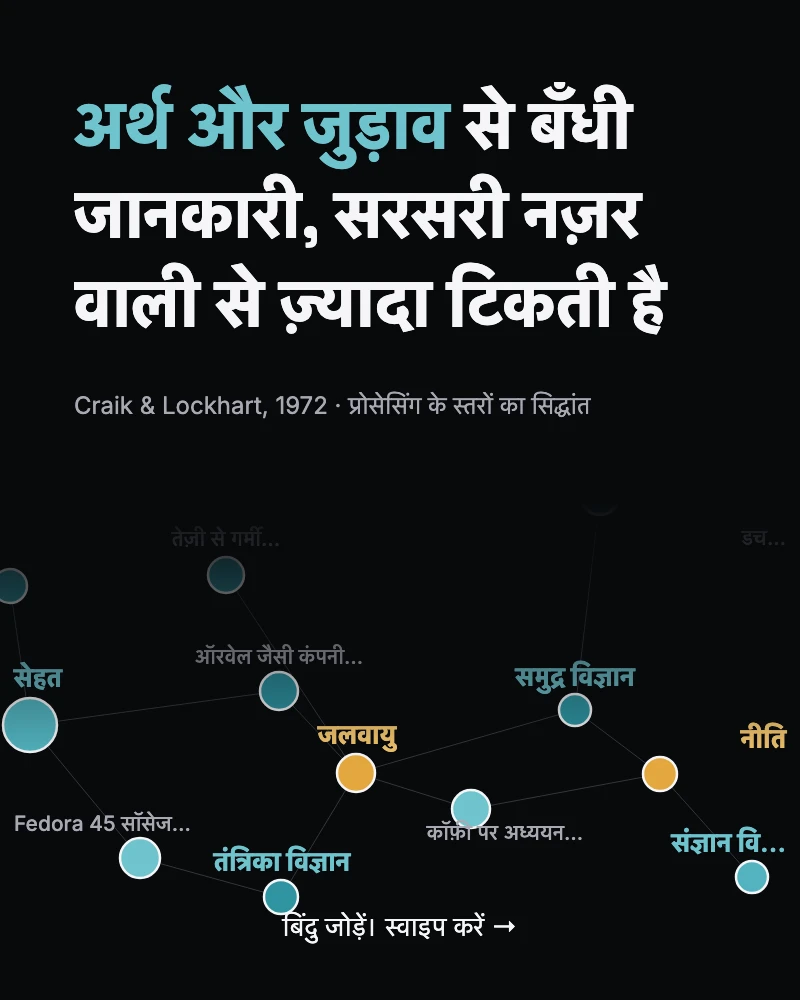 अर्थ और जुड़ाव से बँधी
जानकारी, सरसरी नज़र
वाली से ज़्यादा टिकती है
Craik & Lockhart, 1972 · प्रोसेसिंग के स्तरों का सिद्धांत
तेज़ी से गर्मी...
डच...
ऑरवेल जैसी कंपनी...
सेहत
समुद्र विज्ञान
जलवायु
नीति
Fedora 45 सॉसेज...
कॉफ़ी पर अध्ययन...
संज्ञान वि...
तंत्रिका विज्ञान
बिंदु जोड़ें। स्वाइप करें →